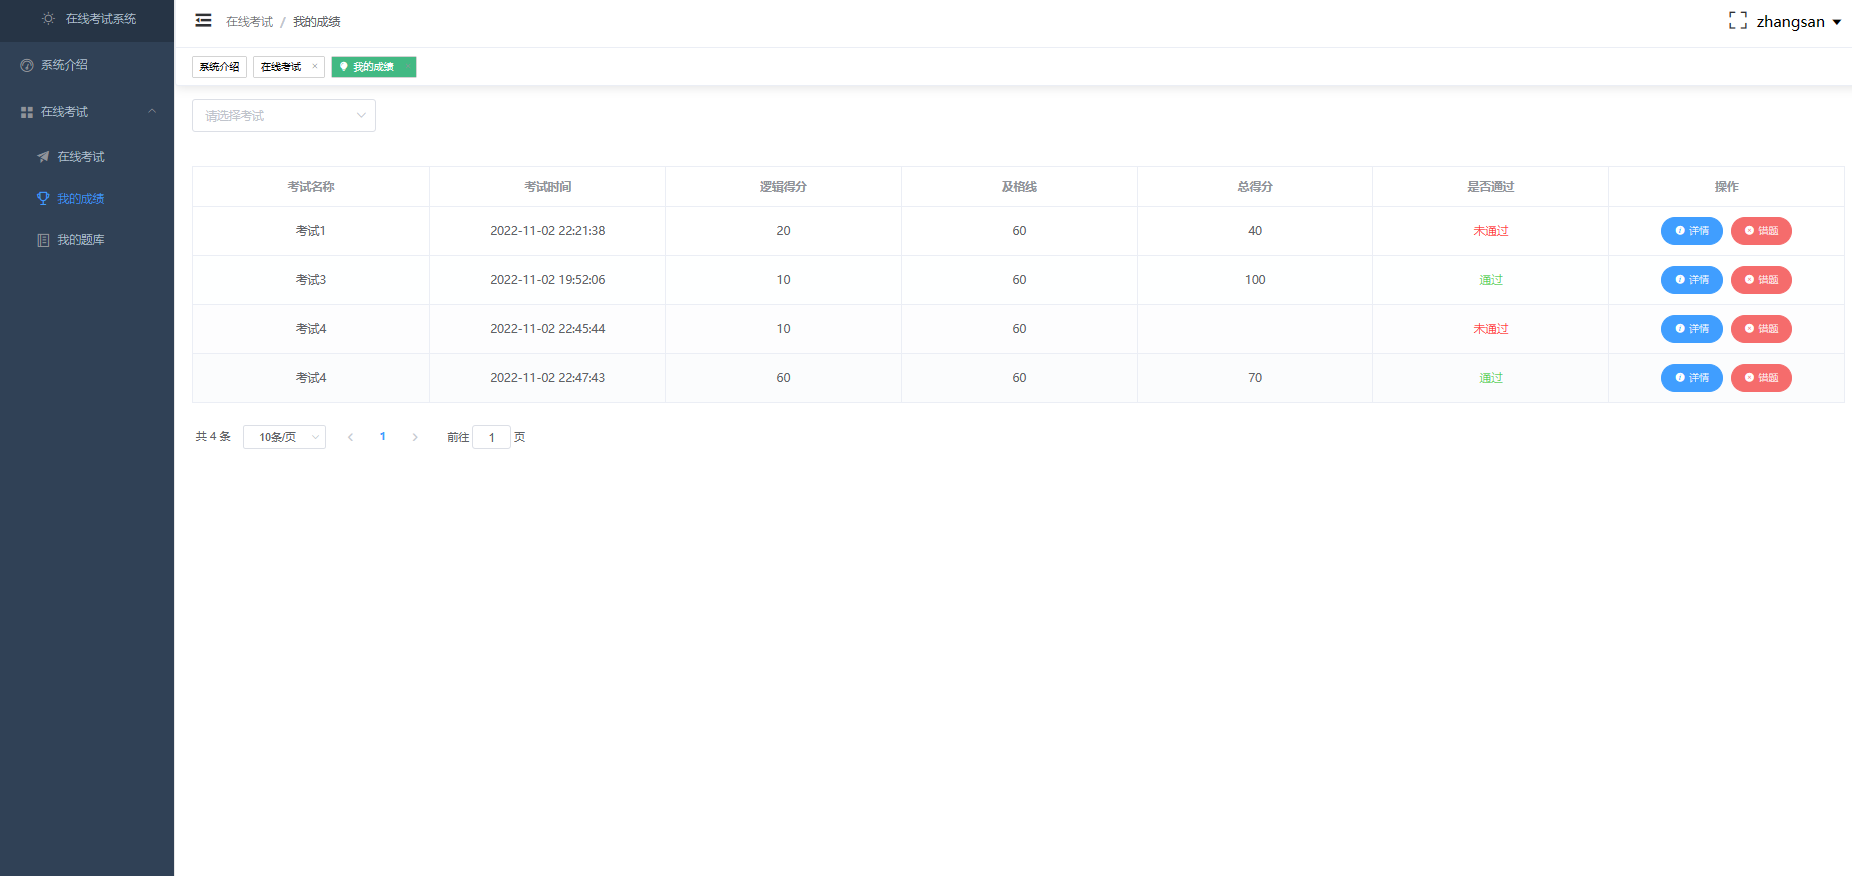 在线考试系统
系统介绍
在线考试
在线考试
我的成绩
我的题库
在线考试 / 我的成绩
zhangsan
系统介绍 在线考试 × 我的成绩
请选择考试
考试名称 考试时间 逻辑得分 及格线 总得分 是否通过 操作
考试1 2022-11-02 22:21:38 20 60 40 未通过 详情 错题
考试3 2022-11-02 19:52:06 10 60 100 通过 详情 错题
考试4 2022-11-02 22:45:44 10 60 未通过 详情 错题
考试4 2022-11-02 22:47:43 60 60 70 通过 详情 错题
共 4 条 10条/页 1 前往 1 页